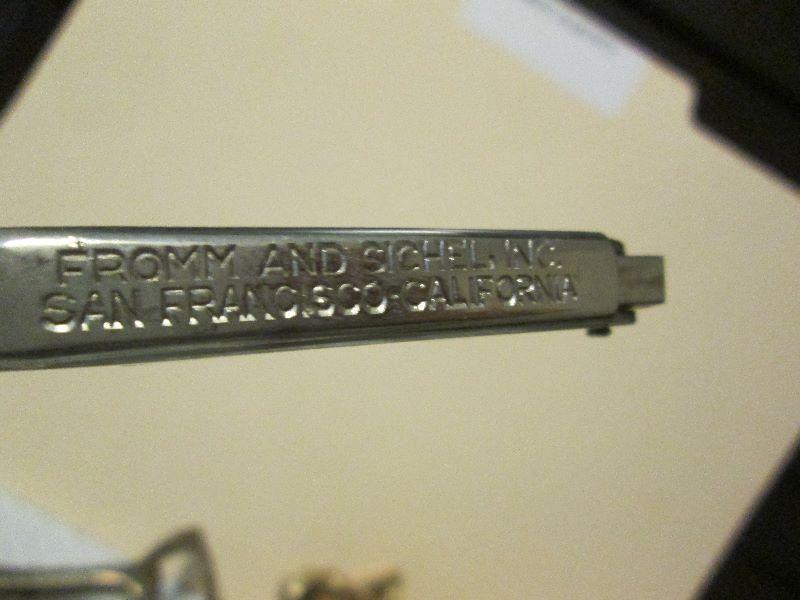 FROMM AND SICHEL, INC.
SAN FRANCISCO-CALIFORNIA